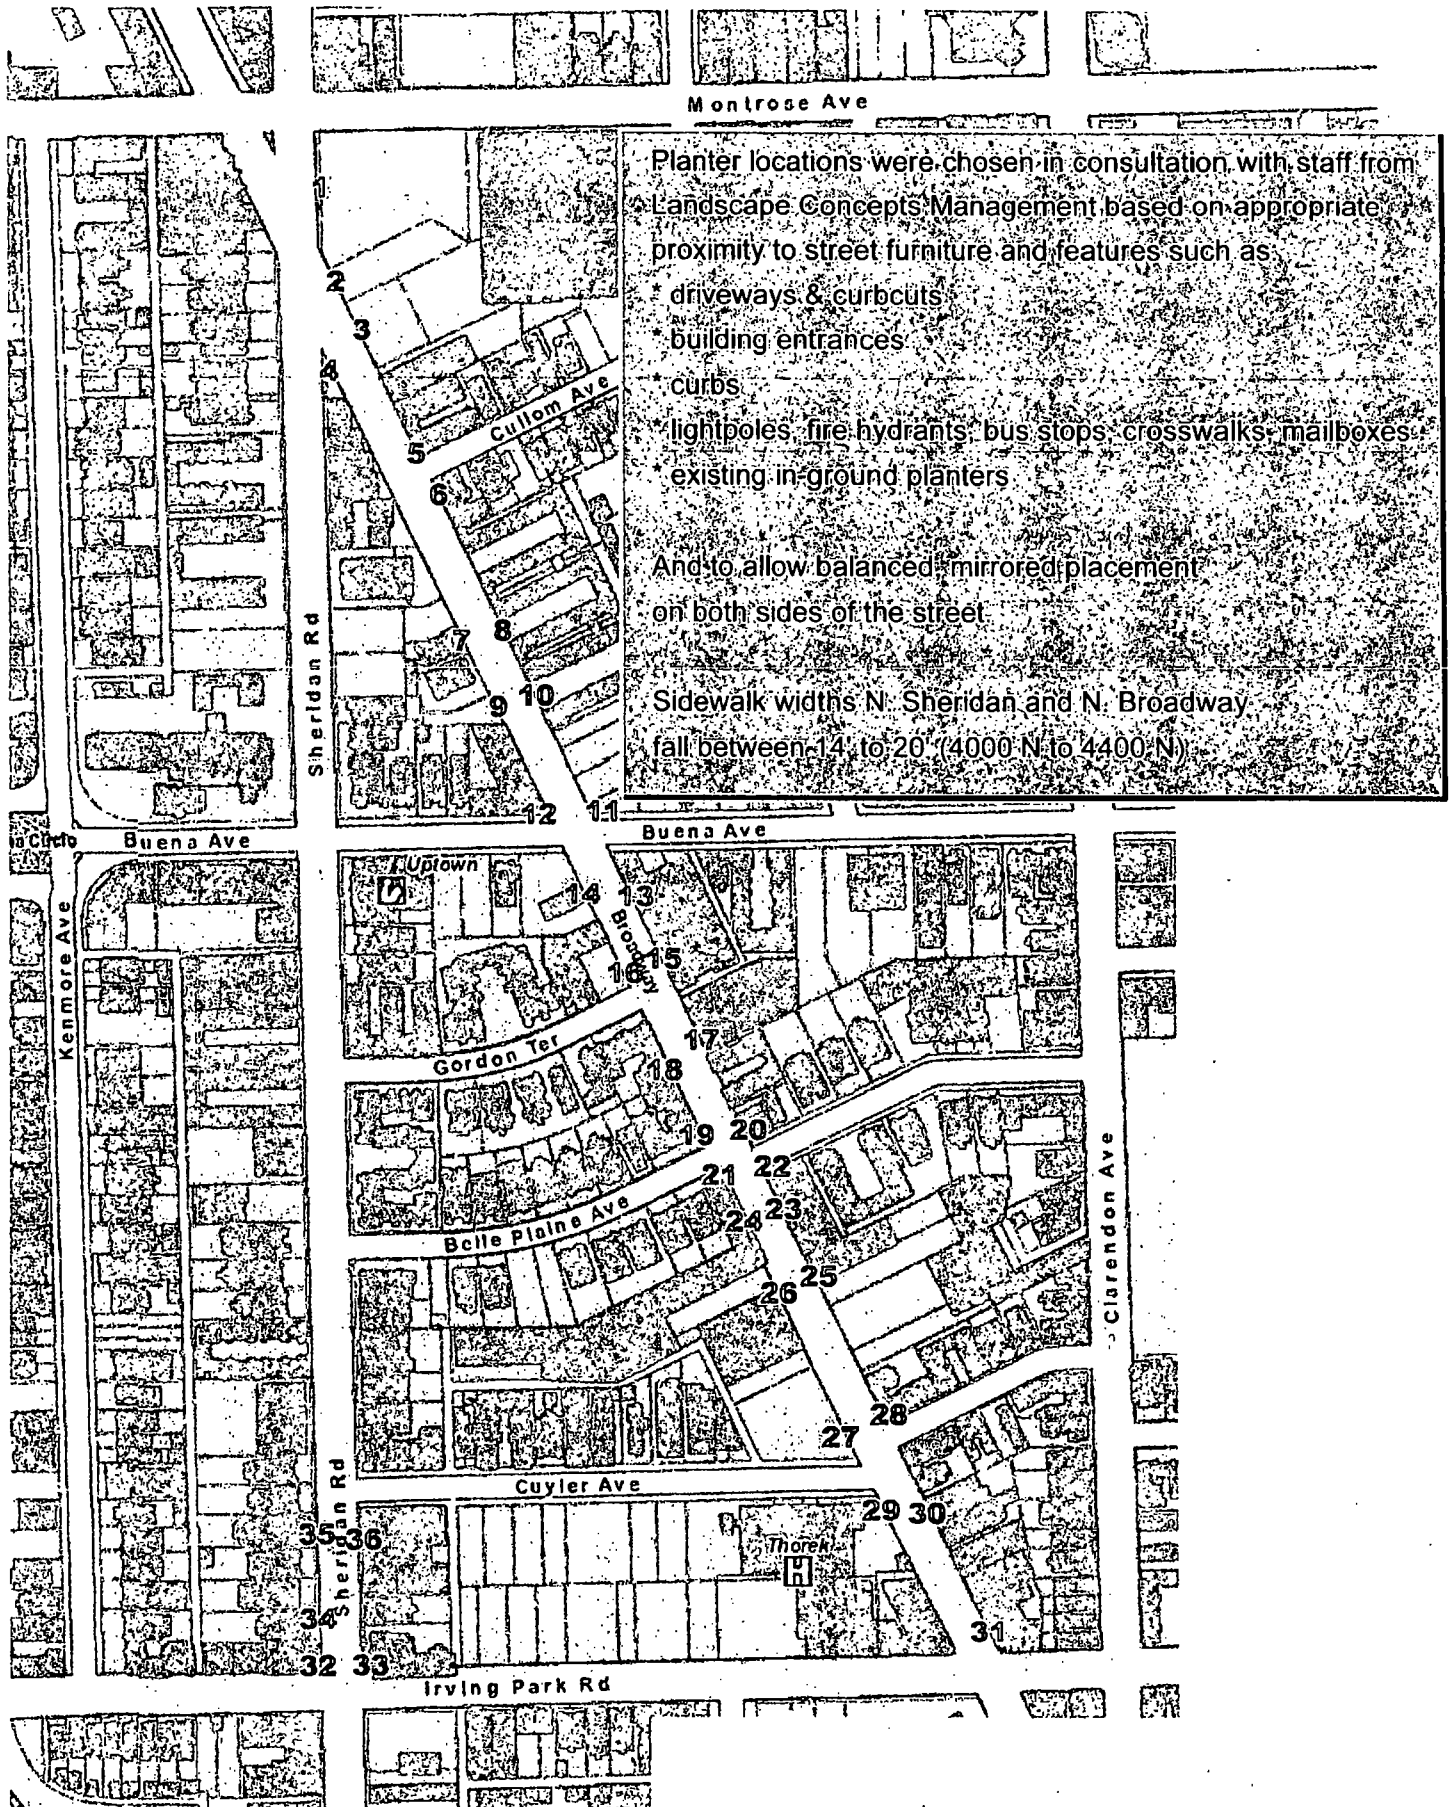 Montrose Ave
Planter locations were chosen in consultation with staff from
Landscape Concepts Management based on appropriate
proximity to street furniture and features such as
* driveways & curbcuts
* building entrances
* curbs
* lightpoles, fire hydrants, bus stops, crosswalks, mailboxes
* existing in-ground planters
And to allow balanced, mirrored placement
on both sides of the street
Sidewalk widths N. Sheridan and N. Broadway
fall between 14' to 20' (4000 N to 4400 N)
1
2
3
4
Cullom Ave
5
6
Sheridan Rd
7
8
9
10
12
11
Buena Ave
Buena Ave
Uptown
14
13
Broadway
Kenmore Ave
15
16
Gordon Ter
17
18
19
20
21
22
Belle Plaine Ave
23
24
25
26
Clarendon Ave
28
27
Cuyler Ave
29
30
35
36
Sheridan Rd
Thorek
H
34
31
32
33
Irving Park Rd